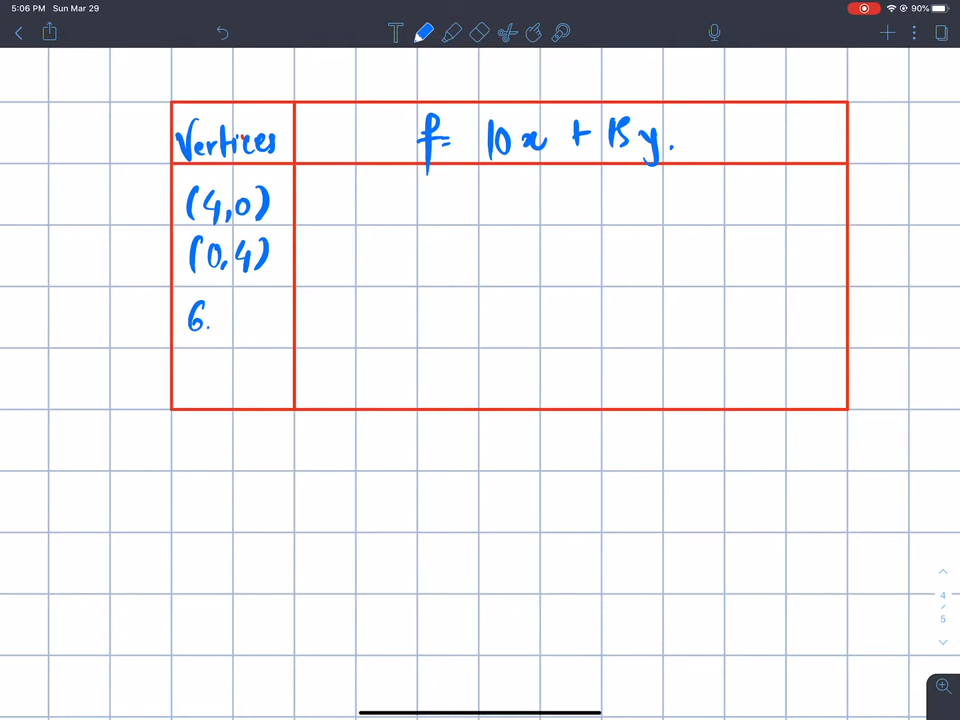 5:06 PM Sun Mar 29
90%
T
Vertices
f= 10x + 15y.
(4,0)
(0,4)
6.
4
/
5